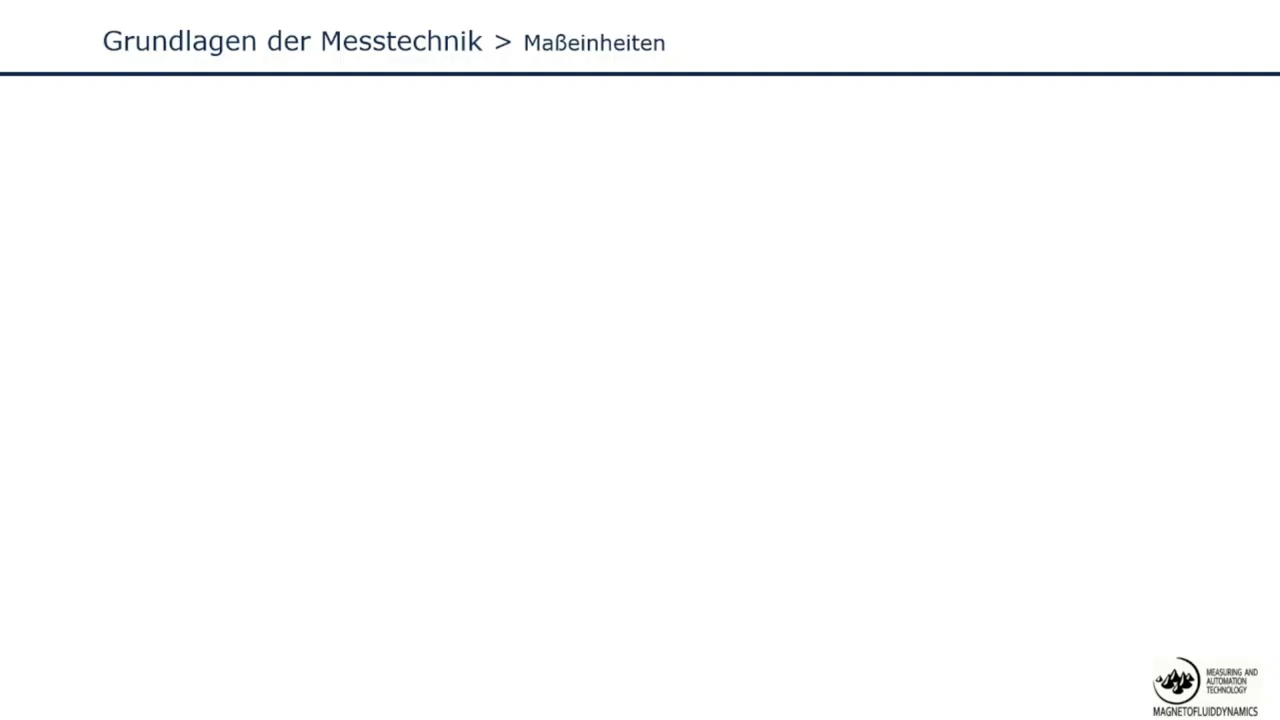 Grundlagen der Messtechnik > Maßeinheiten
MEASURING AND
AUTOMATION
TECHNOLOGY
MAGNETOFLUIDDYNAMICS